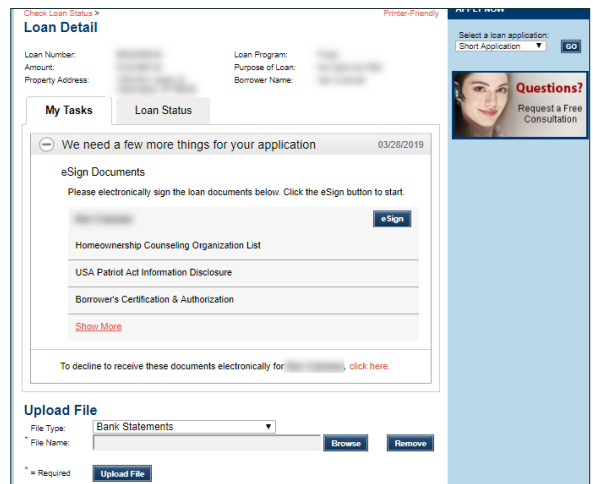 Check Loan Status >
Printer-Friendly
APPLY NOW
Loan Detail
Select a loan application:
Short Application
GO
Loan Number:
Loan Program:
Amount:
Purpose of Loan:
Property Address:
Borrower Name:
My Tasks
Loan Status
Questions?
Request a Free
Consultation
We need a few more things for your application
03/28/2019
eSign Documents
Please electronically sign the loan documents below. Click the eSign button to start.
eSign
Homeownership Counseling Organization List
USA Patriot Act Information Disclosure
Borrower's Certification & Authorization
Show More
To decline to receive these documents electronically for , click here.
Upload File
File Type: Bank Statements
* File Name: Browse Remove
* = Required Upload File